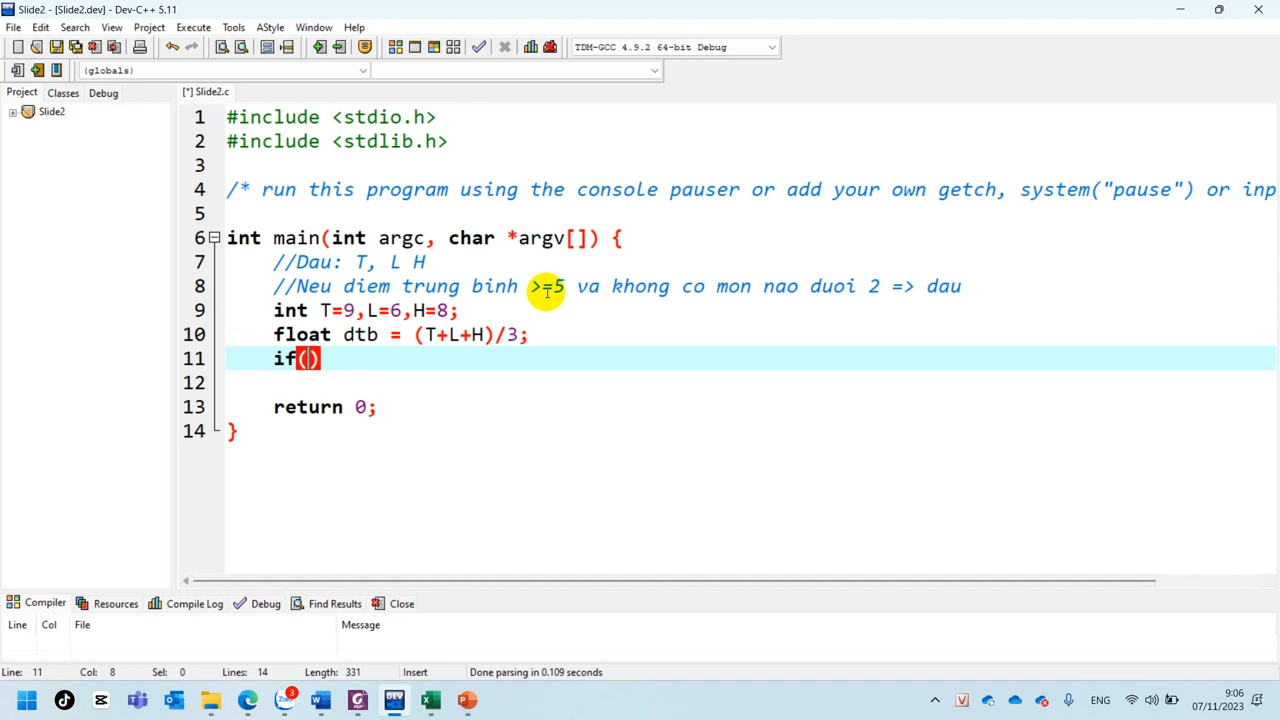 Slide2 - [Slide2.dev] - Dev-C++ 5.11
File Edit Search View Project Execute Tools AStyle Window Help
TDM-GCC 4.9.2 64-bit Debug
(globals)
Project Classes Debug
[*] Slide2.c
Slide2
1 #include <stdio.h>
2 #include <stdlib.h>
3
4 /* run this program using the console pauser or add your own getch, system("pause") or inp
5
6 int main(int argc, char *argv[]) {
7 //Dau: T, L H
8 //Neu diem trung binh >=5 va khong co mon nao duoi 2 => dau
9 int T=9,L=6,H=8;
10 float dtb = (T+L+H)/3;
11 if()
12
13 return 0;
14 }
Compiler Resources Compile Log Debug Find Results Close
Line Col File Message
Line: 11 Col: 8 Sel: 0 Lines: 14 Length: 331 Insert Done parsing in 0.109 seconds
3
ENG
9:06
07/11/2023